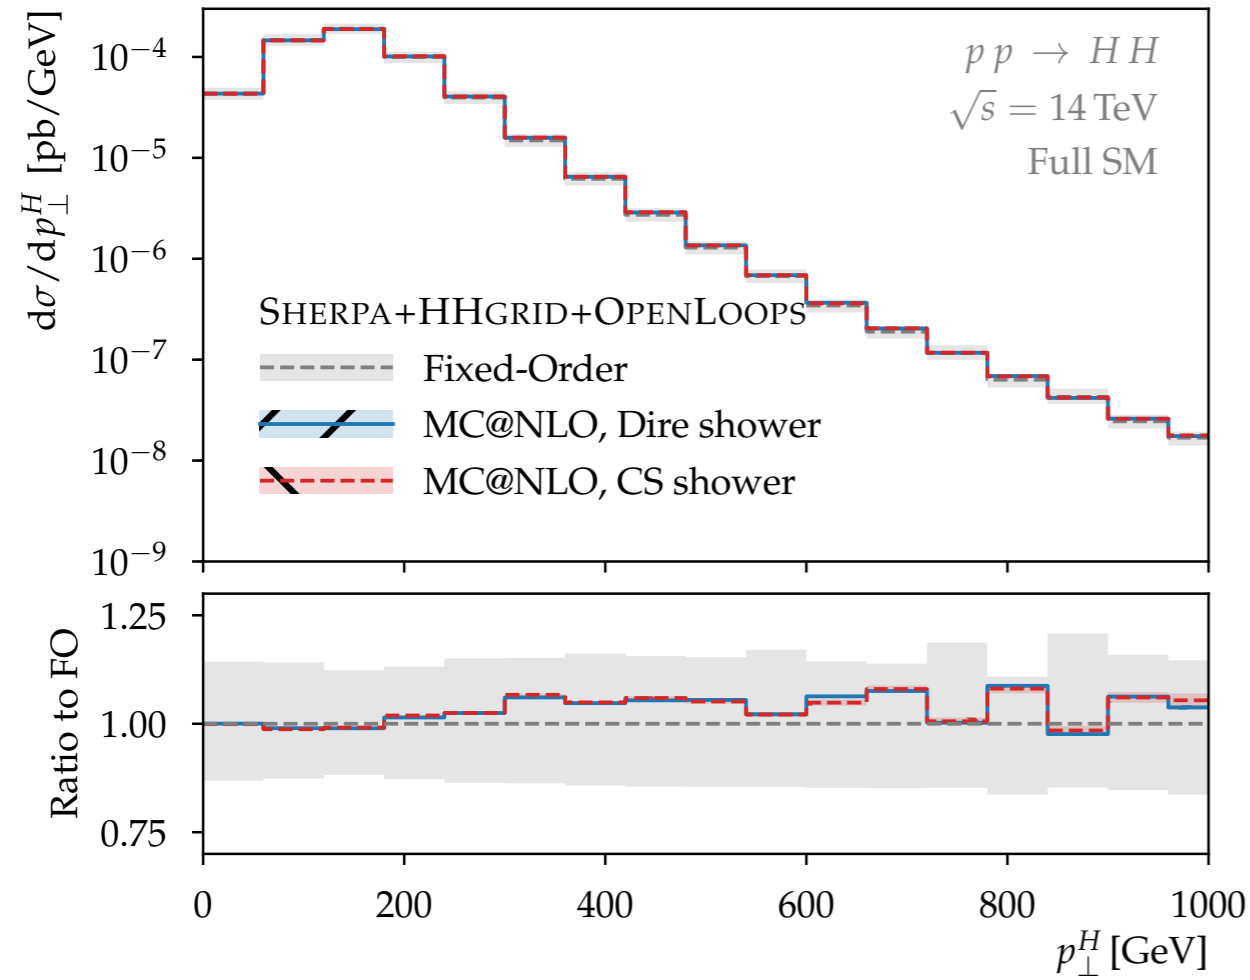 dσ/dp_⊥^H [pb/GeV]
10⁻⁴
10⁻⁵
10⁻⁶
10⁻⁷
10⁻⁸
10⁻⁹
p p → H H
√s = 14 TeV
Full SM
SHERPA+HHGRID+OPENLOOPS
Fixed-Order
MC@NLO, Dire shower
MC@NLO, CS shower
Ratio to FO
1.25
1.00
0.75
0 200 400 600 800 1000
p_⊥^H [GeV]